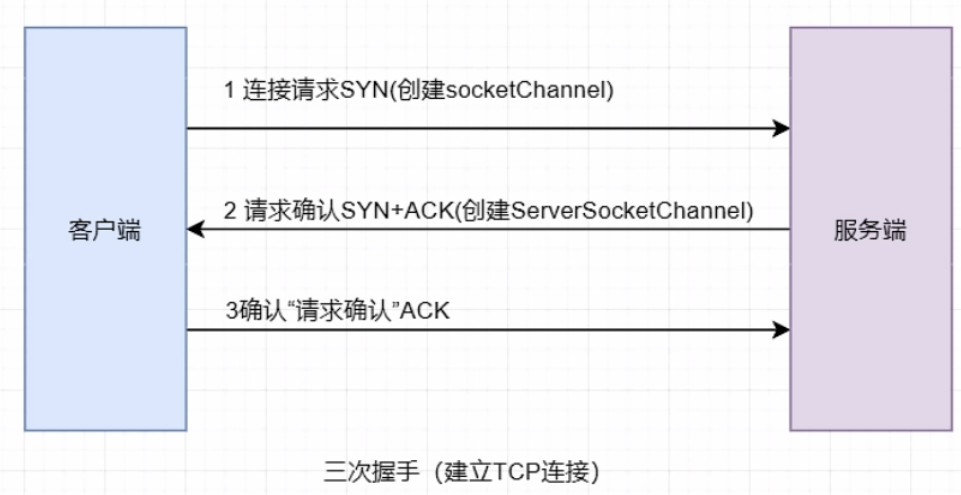 1 连接请求SYN(创建socketChannel)
2 请求确认SYN+ACK(创建ServerSocketChannel)
客户端
服务端
3确认“请求确认”ACK
三次握手（建立TCP连接）